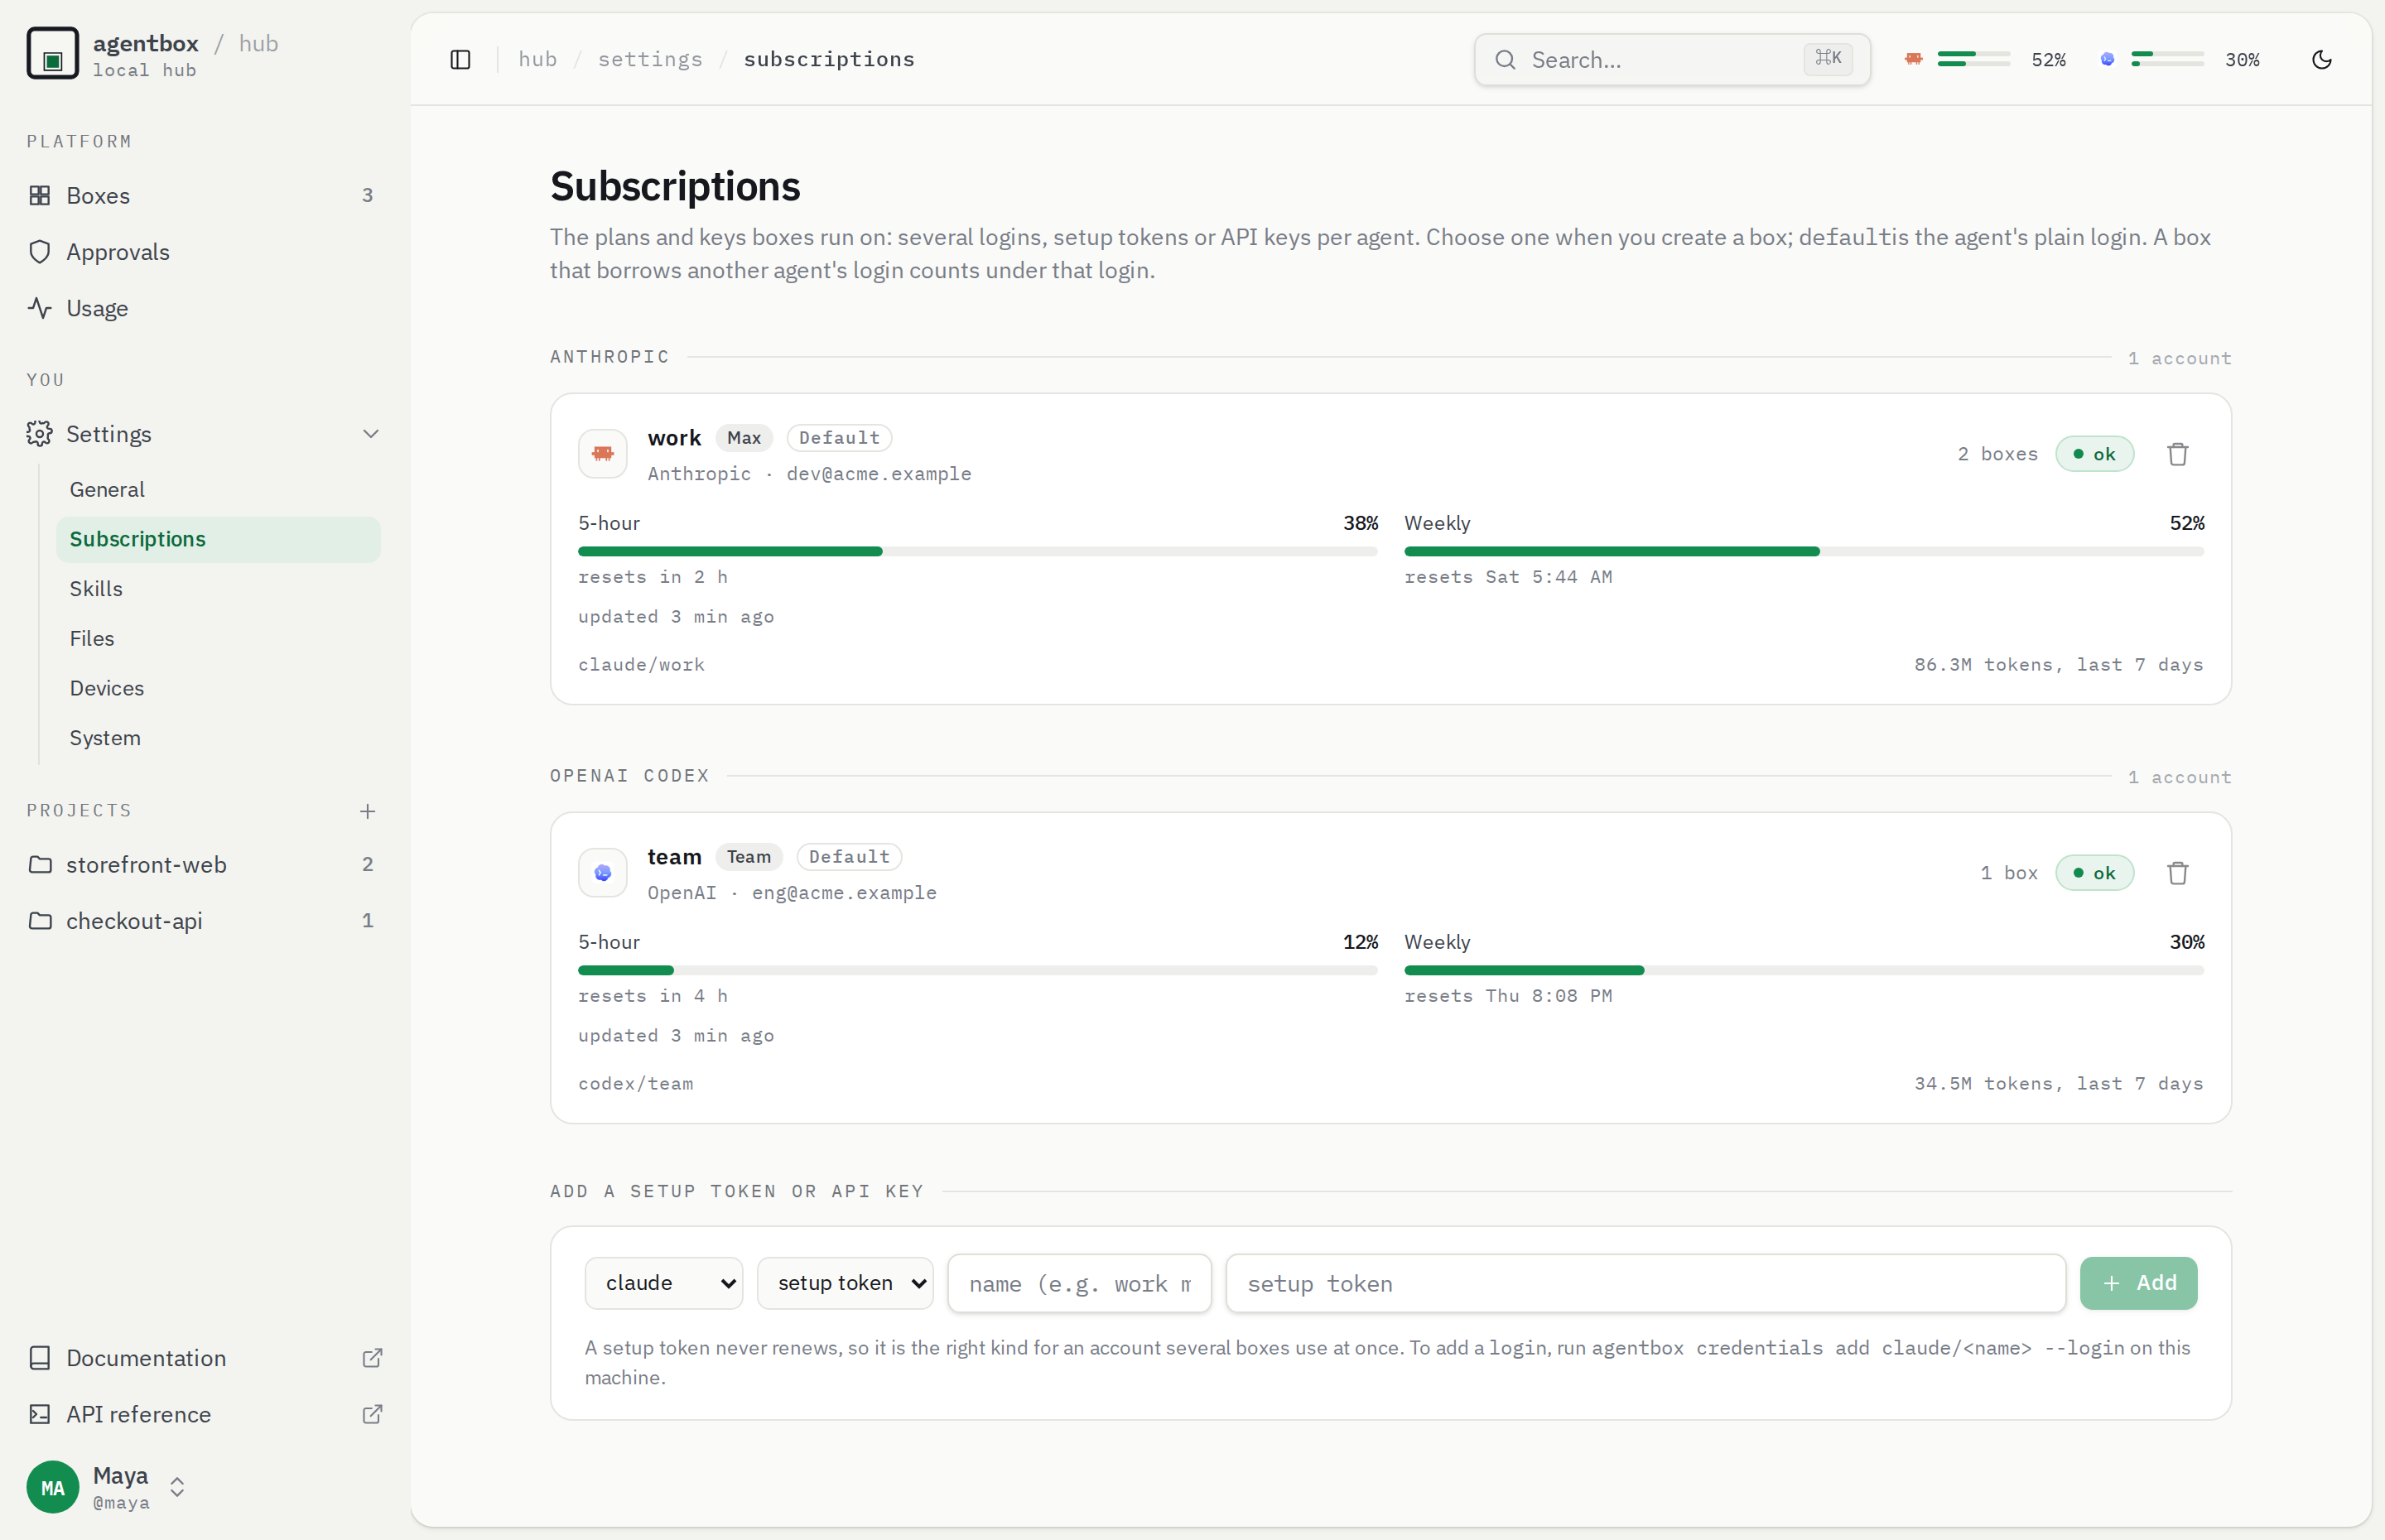 agentbox / hub
local hub
PLATFORM
Boxes 3
Approvals
Usage
YOU
Settings
General
Subscriptions
Skills
Files
Devices
System
PROJECTS
storefront-web 2
checkout-api 1
Documentation
API reference
MA
Maya
@maya
hub / settings / subscriptions
Search...
⌘K
52%
30%
Subscriptions
The plans and keys boxes run on: several logins, setup tokens or API keys per agent. Choose one when you create a box; defaultis the agent's plain login. A box
that borrows another agent's login counts under that login.
ANTHROPIC 1 account
work Max Default
Anthropic · dev@acme.example
2 boxes ok
5-hour 38%
resets in 2 h
Weekly 52%
resets Sat 5:44 AM
updated 3 min ago
claude/work 86.3M tokens, last 7 days
OPENAI CODEX 1 account
team Team Default
OpenAI · eng@acme.example
1 box ok
5-hour 12%
resets in 4 h
Weekly 30%
resets Thu 8:08 PM
updated 3 min ago
codex/team 34.5M tokens, last 7 days
ADD A SETUP TOKEN OR API KEY
claude setup token name (e.g. work m setup token + Add
A setup token never renews, so it is the right kind for an account several boxes use at once. To add a login, run agentbox credentials add claude/<name> --login on this
machine.